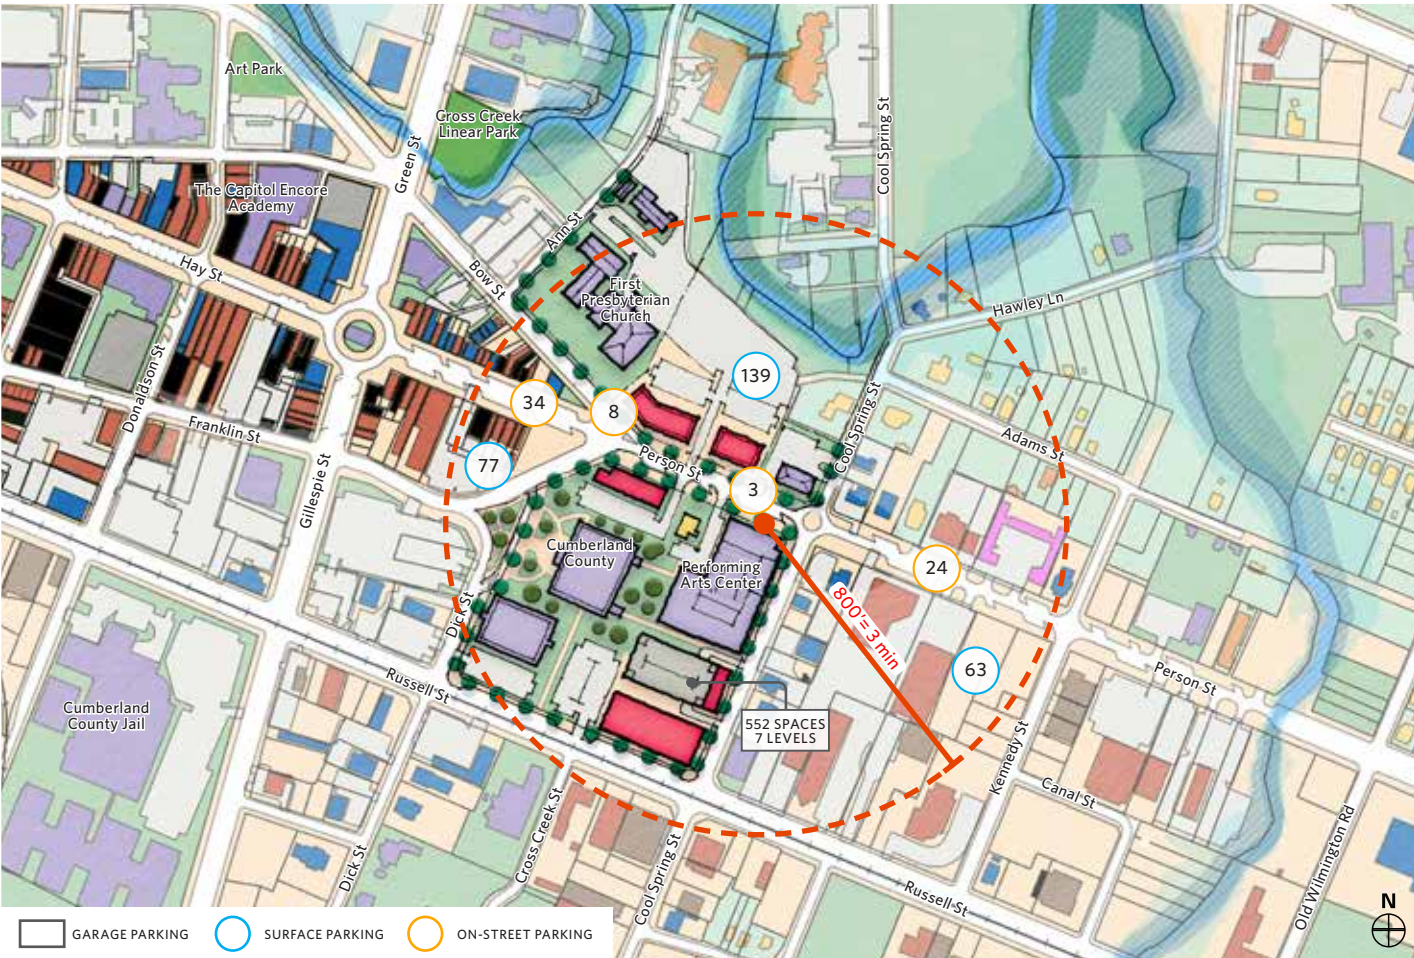 Art Park
Cross Creek
Linear Park
Green St
Cool Spring St
The Capitol Encore
Academy
Ann St
Hay St
Bow St
First
Presbyterian
Church
Hawley Ln
Donaldson St
139
34
8
Cool Spring St
Franklin St
Adams St
77
Person St
Gillespie St
3
Cumberland
County
Performing
Arts Center
24
800'= 3 min
Dick St
63
Person St
Russell St
Cumberland
County Jail
552 SPACES
7 LEVELS
Kennedy St
Canal St
Cross Creek St
Dick St
Cool Spring St
Russell St
Old Wilmington Rd
N
GARAGE PARKING
SURFACE PARKING
ON-STREET PARKING